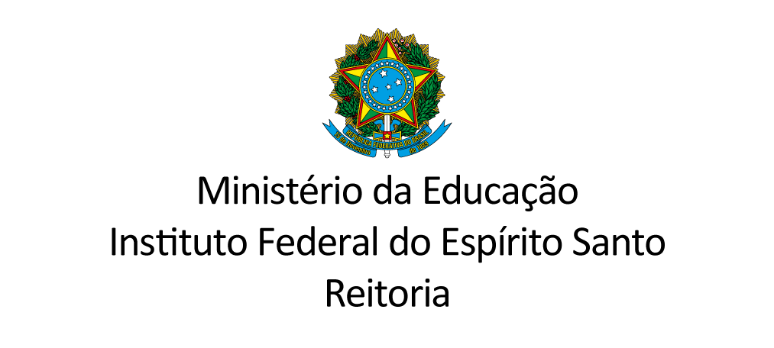 Ministério da Educação
Instituto Federal do Espírito Santo
Reitoria